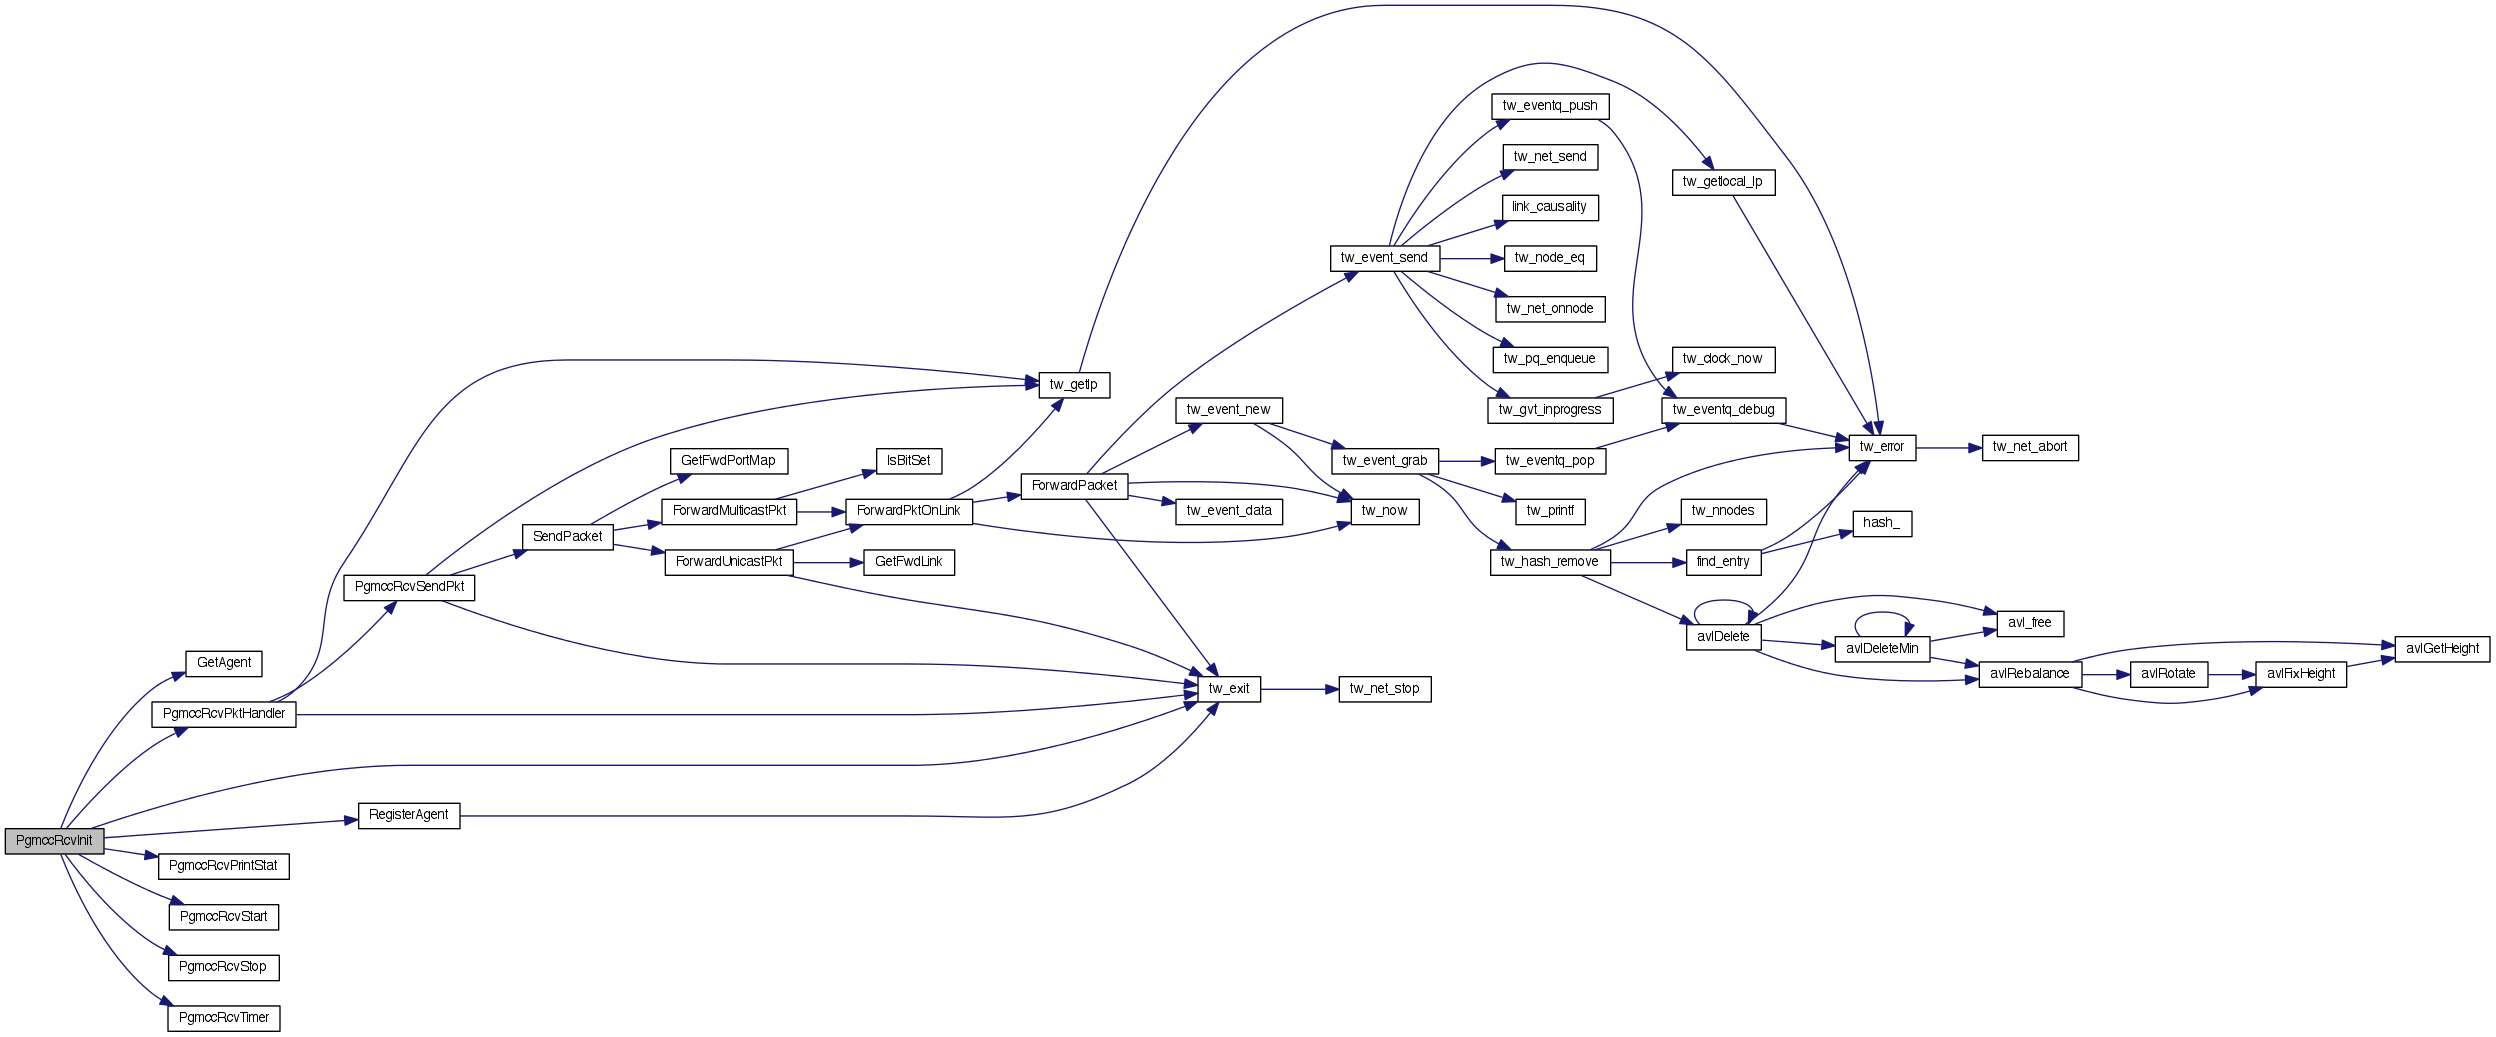 tw_eventq_push
tw_net_send
tw_getlocal_lp
link_causality
tw_event_send
tw_node_eq
tw_net_onnode
tw_pq_enqueue
tw_clock_now
tw_getlp
tw_event_new
tw_gvt_inprogress
tw_eventq_debug
tw_error
tw_net_abort
GetFwdPortMap
IsBitSet
tw_event_grab
tw_eventq_pop
ForwardPacket
ForwardMulticastPkt
ForwardPktOnLink
tw_event_data
tw_now
tw_printf
tw_nnodes
hash_
SendPacket
ForwardUnicastPkt
GetFwdLink
tw_hash_remove
find_entry
PgmccRcvSendPkt
avl_free
avlDelete
avlDeleteMin
avlGetHeight
GetAgent
avlRebalance
avlRotate
avlFixHeight
tw_exit
tw_net_stop
PgmccRcvPktHandler
RegisterAgent
PgmccRcvInit
PgmccRcvPrintStat
PgmccRcvStart
PgmccRcvStop
PgmccRcvTimer